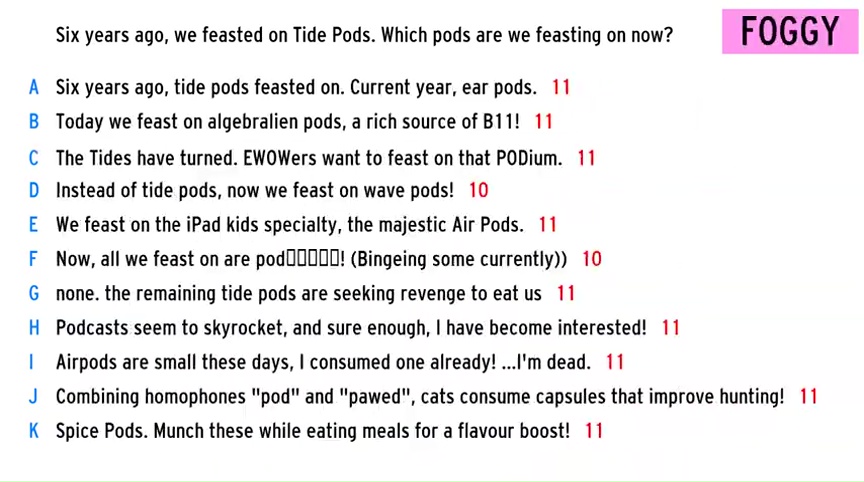 Six years ago, we feasted on Tide Pods. Which pods are we feasting on now?
FOGGY
A Six years ago, tide pods feasted on. Current year, ear pods. 11
B Today we feast on algebralien pods, a rich source of B11! 11
C The Tides have turned. EWOWers want to feast on that PODium. 11
D Instead of tide pods, now we feast on wave pods! 10
E We feast on the iPad kids specialty, the majestic Air Pods. 11
F Now, all we feast on are pod▯▯▯▯▯! (Bingeing some currently)) 10
G none. the remaining tide pods are seeking revenge to eat us 11
H Podcasts seem to skyrocket, and sure enough, I have become interested! 11
I Airpods are small these days, I consumed one already! ...I'm dead. 11
J Combining homophones "pod" and "pawed", cats consume capsules that improve hunting! 11
K Spice Pods. Munch these while eating meals for a flavour boost! 11